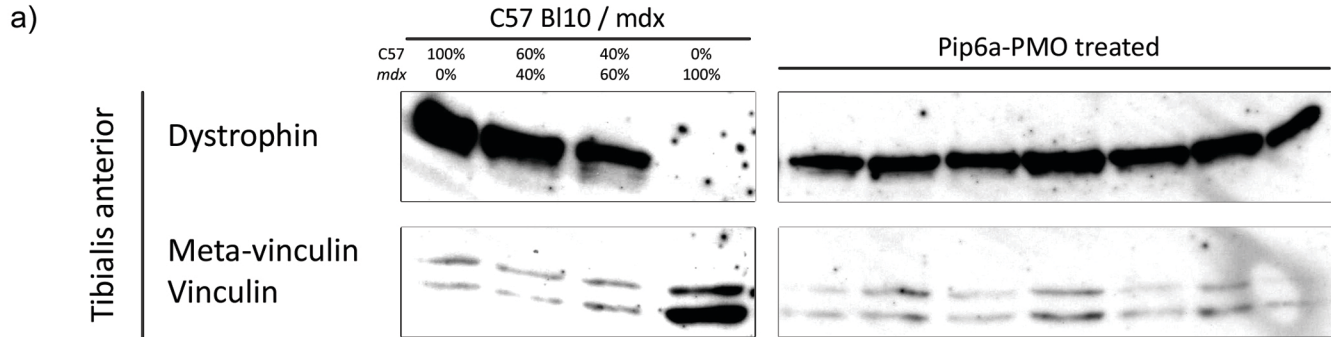 a)
C57 Bl10 / mdx
Pip6a-PMO treated
C57 100% 60% 40% 0%
mdx 0% 40% 60% 100%
Tibialis anterior
Dystrophin
Meta-vinculin
Vinculin